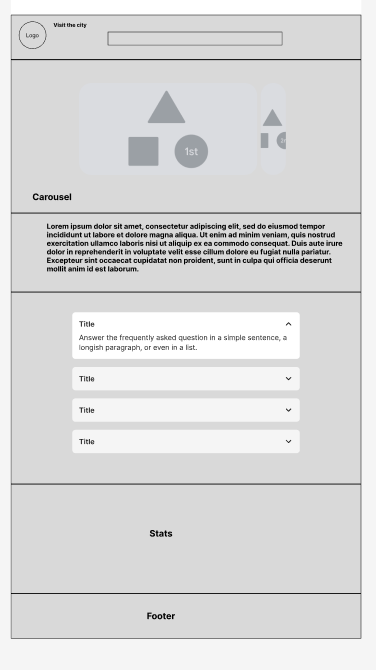 Visit the city
Logo
1st
Carousel
Lorem ipsum dolor sit amet, consectetur adipiscing elit, sed do eiusmod tempor
incididunt ut labore et dolore magna aliqua. Ut enim ad minim veniam, quis nostrud
exercitation ullamco laboris nisi ut aliquip ex ea commodo consequat. Duis aute irure
dolor in reprehenderit in voluptate velit esse cillum dolore eu fugiat nulla pariatur.
Excepteur sint occaecat cupidatat non proident, sunt in culpa qui officia deserunt
mollit anim id est laborum.
Title
Answer the frequently asked question in a simple sentence, a
longish paragraph, or even in a list.
Title
Title
Title
Stats
Footer